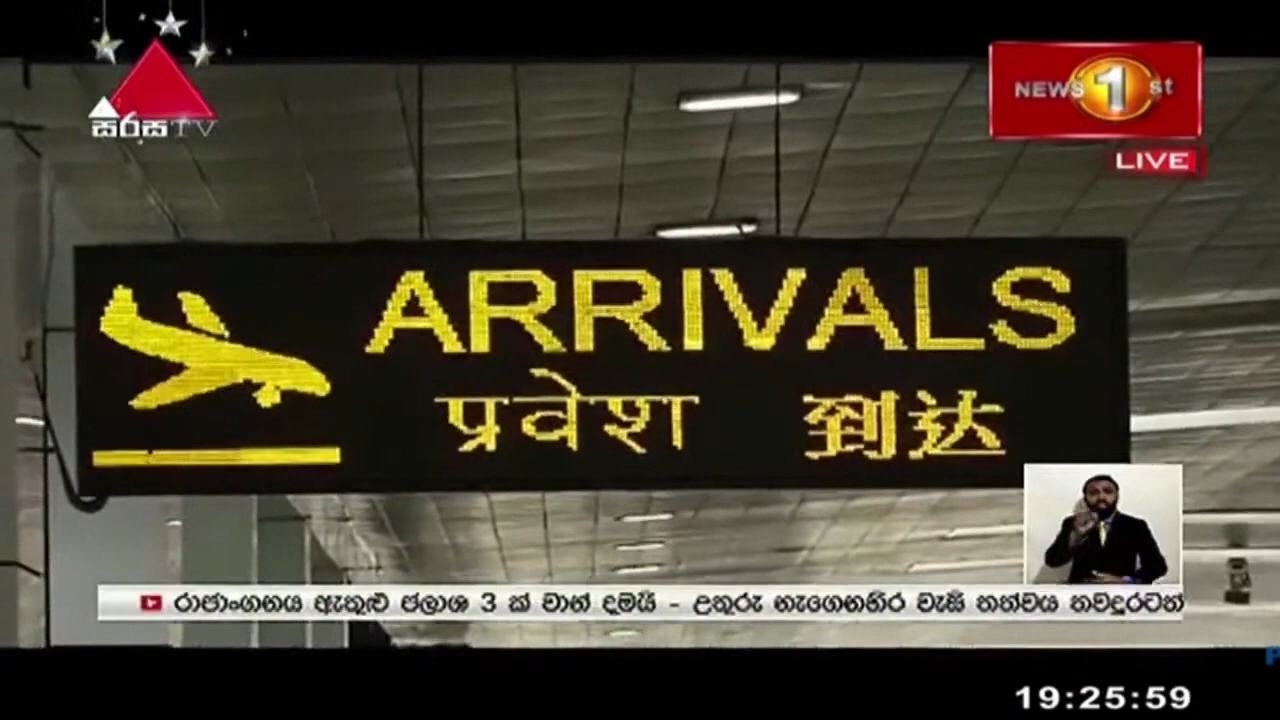 සිරස TV
NEWS 1st
LIVE
ARRIVALS
प्रवेश 到达
රාජාංගනය ඇතුළු ජලාශ 3 ක් වාන් දමයි - උතුරු නැගෙනහිර වැසි තත්වය තවදුරටත්
19:25:59